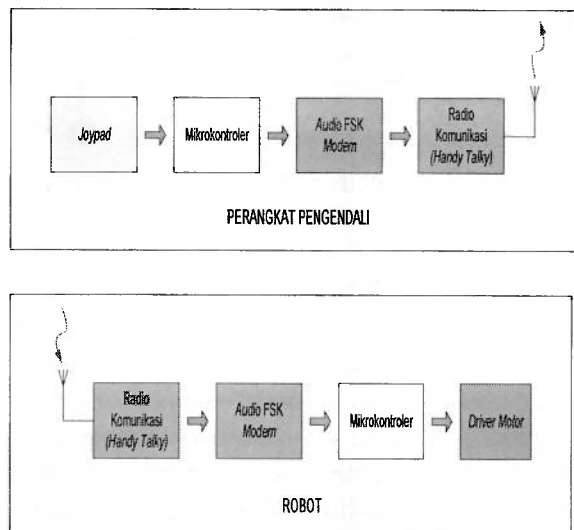 Joypad
Mikrokontroler
Audio FSK
Modem
Radio
Komunikasi
(Handy Talky)
PERANGKAT PENGENDALI
Radio
Komunikasi
(Handy Talky)
Audio FSK
Modem
Mikrokontroler
Driver Motor
ROBOT